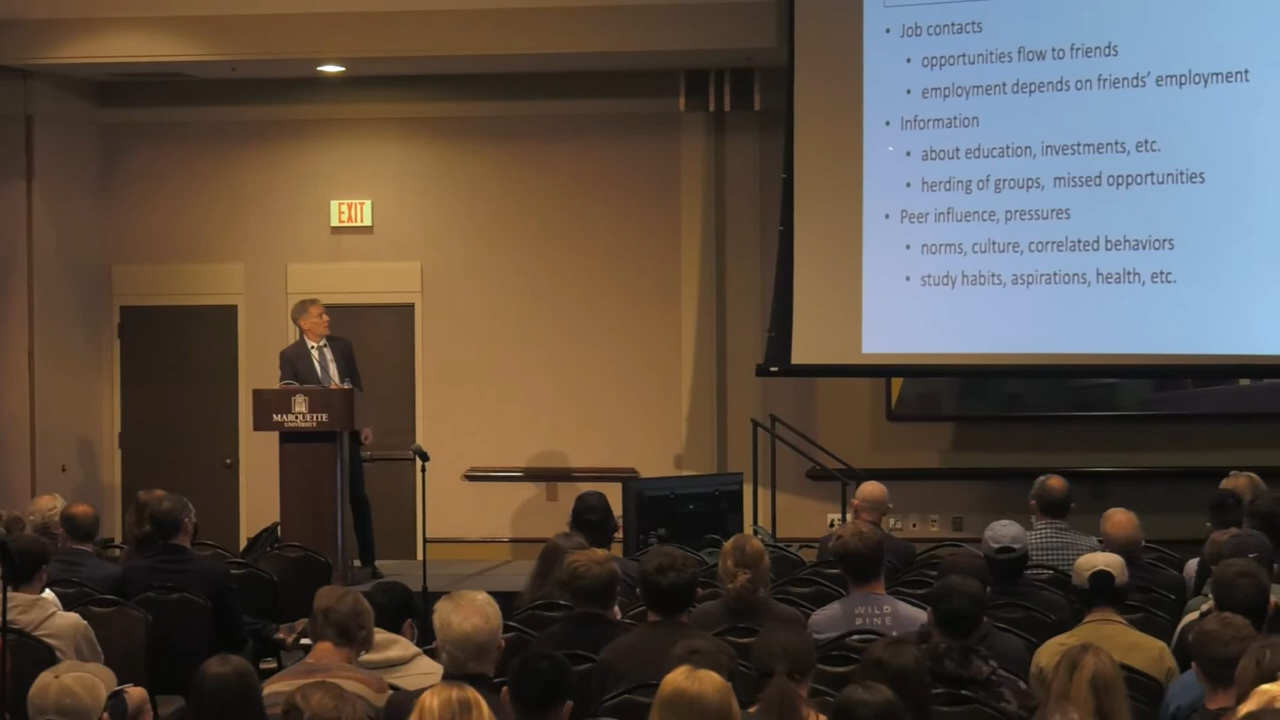 • Job contacts
• opportunities flow to friends
• employment depends on friends' employment
• Information
• about education, investments, etc.
• herding of groups, missed opportunities
• Peer influence, pressures
• norms, culture, correlated behaviors
• study habits, aspirations, health, etc.
EXIT
MARQUETTE
UNIVERSITY
WILD
PINE